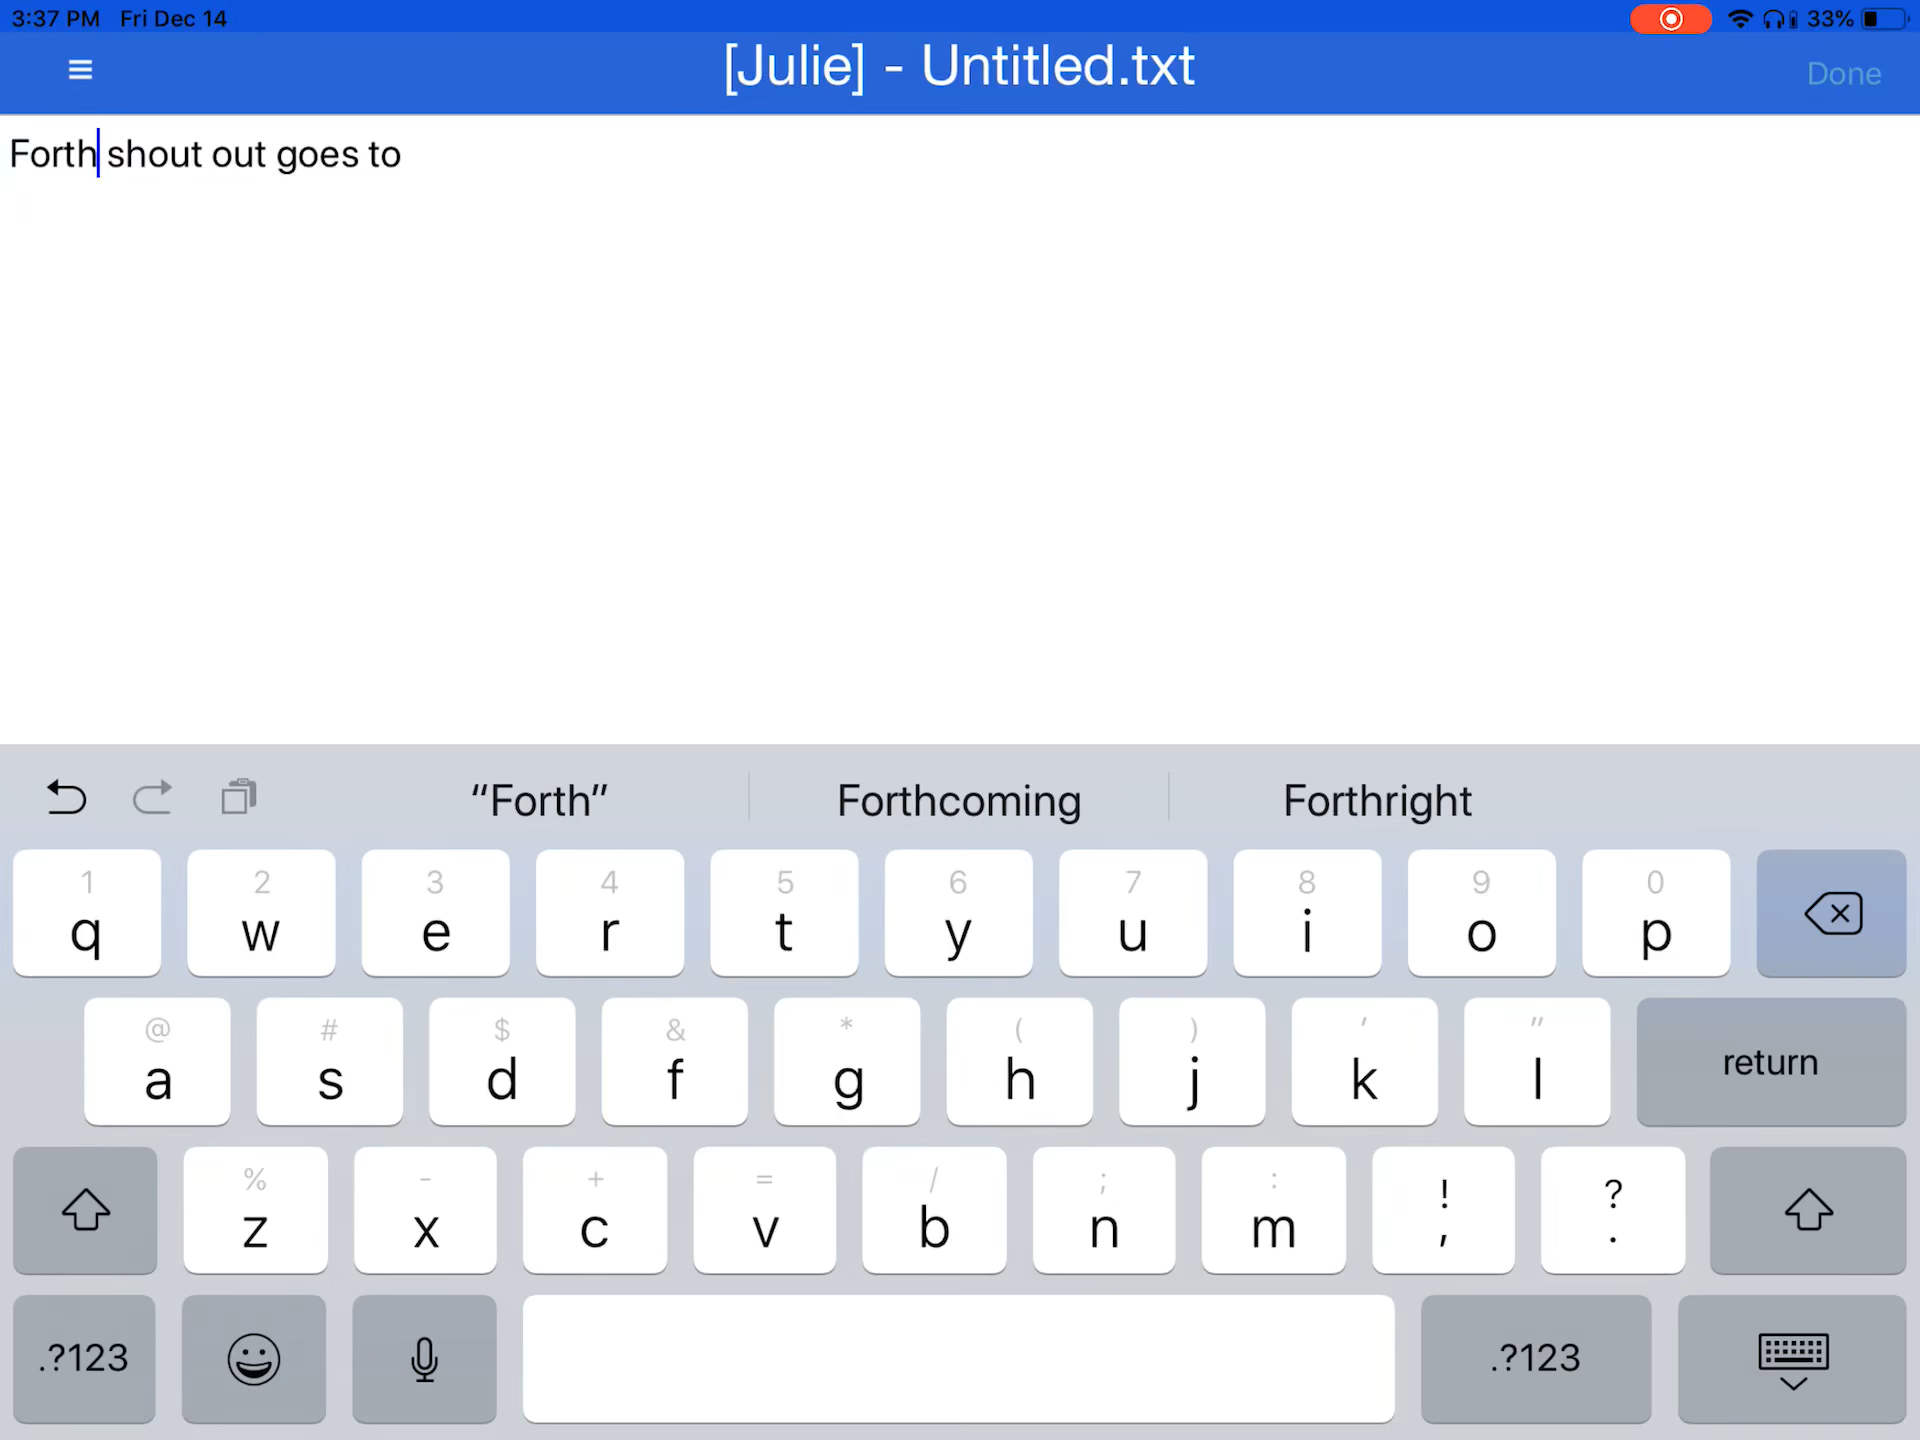 3:37 PM Fri Dec 14 33%
[Julie] - Untitled.txt Done
Forth shout out goes to
“Forth” Forthcoming Forthright
1 2 3 4 5 6 7 8 9 0
q w e r t y u i o p
@ # $ & * ( ) ' "
a s d f g h j k l return
% - + = / ; : ! ?
z x c v b n m , .
.?123 .?123